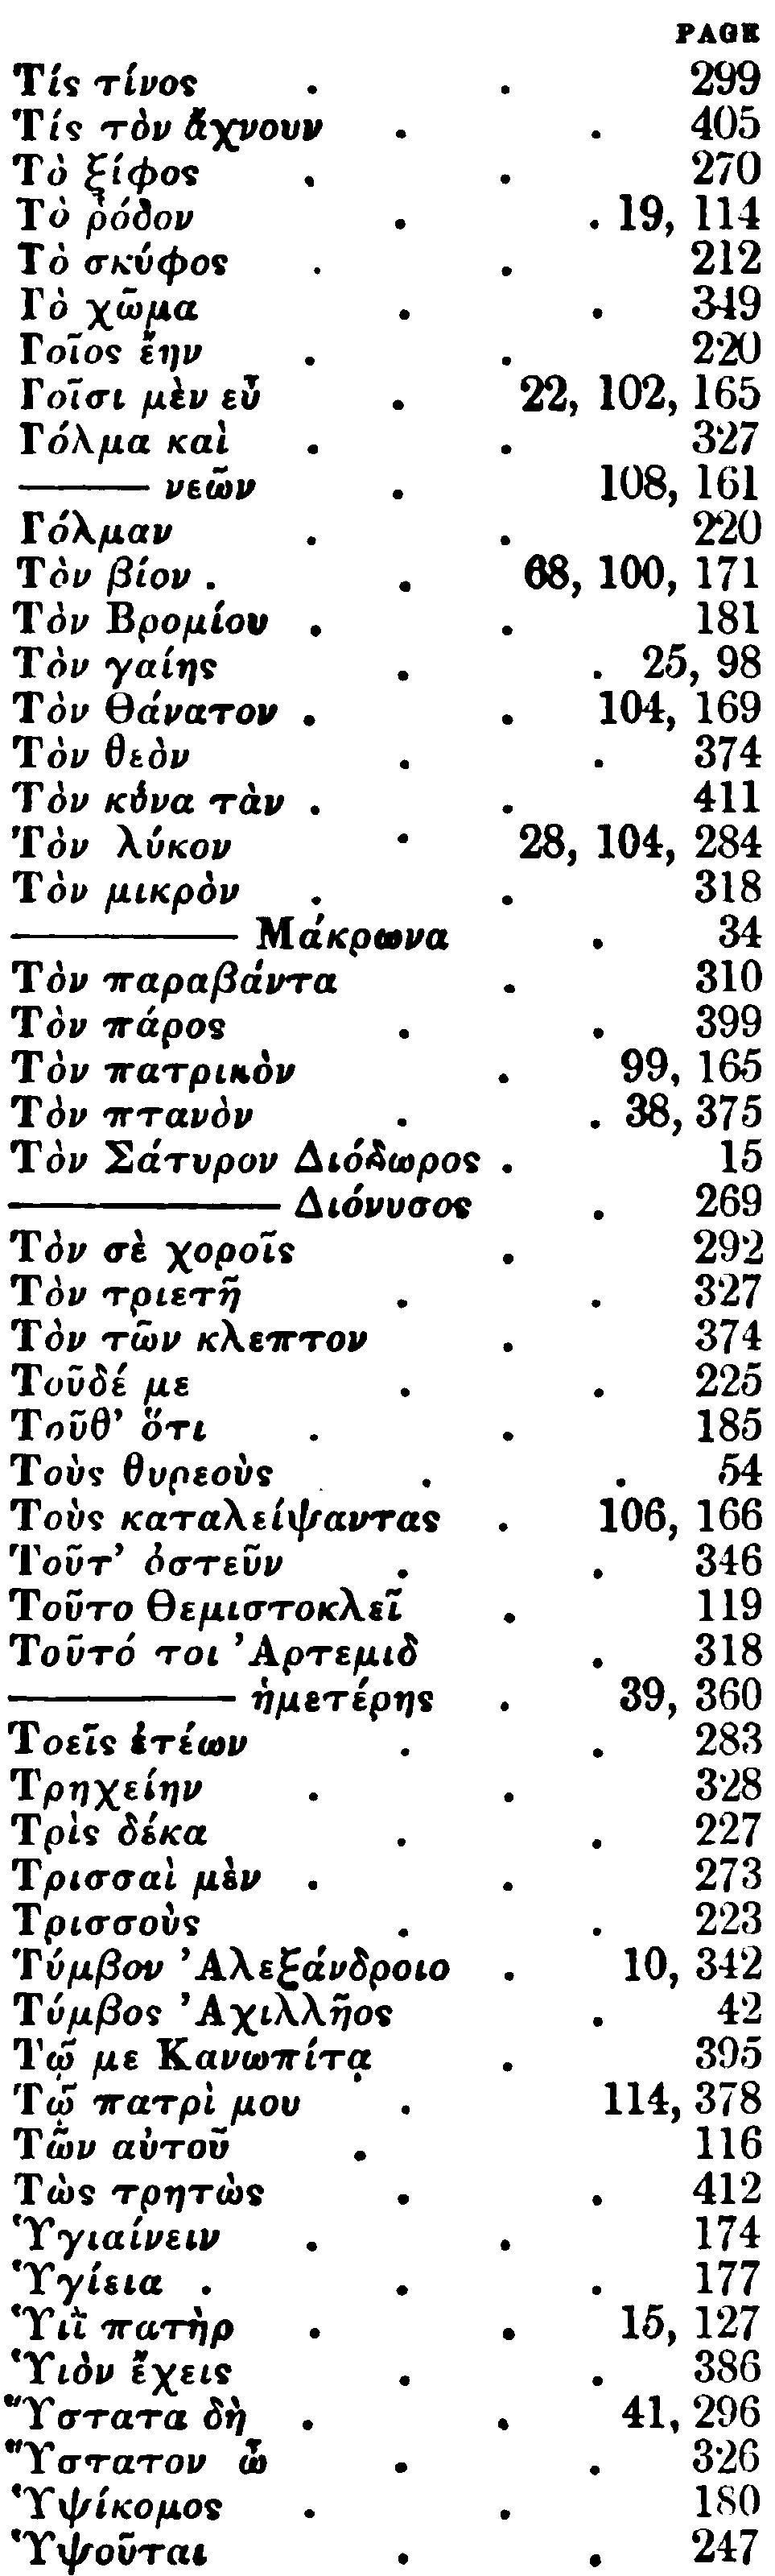 PAGE
Τίς τίνος . . 299
Τίς τὸν ἄχνουν . . 405
Τὸ ξίφος . . 270
Τὸ ῥόδον . . 19, 114
Τὸ σκύφος . . 212
Τὸ χῶμα . . 349
Τοῖος ἔην . . 220
Τοῖσι μὲν εὖ . 22, 102, 165
Τόλμα καὶ . . 327
——— νεῶν . 108, 161
Τόλμαν . . 220
Τὸν βίον . . 68, 100, 171
Τὸν Βρομίου . . 181
Τὸν γαίης . . 25, 98
Τὸν Θάνατον . . 104, 169
Τὸν θεὸν . . 374
Τὸν κύνα τὰν . . 411
Τὸν λύκον . 28, 104, 284
Τὸν μικρὸν . . 318
——— Μάκρωνα . 34
Τὸν παραβάντα . 310
Τὸν πάρος . . 399
Τὸν πατρικὸν . 99, 165
Τὸν πτανὸν . . 38, 375
Τὸν Σάτυρον Διόδωρος . 15
——— Διόνυσος . 269
Τὸν σὲ χοροῖς . 292
Τὸν τριετῆ . . 327
Τὸν τῶν κλεπτον . 374
Τοῦδέ με . . 225
Τοῦθ’ ὅτι . . 185
Τοὺς θυρεοὺς . . 54
Τοὺς καταλείψαντας . 106, 166
Τοῦτ’ ὀστεῦν . . 346
Τοῦτο Θεμιστοκλεῖ . 119
Τοῦτό τοι ’Αρτεμιδ . 318
——— ἡμετέρης . 39, 360
Τρεῖς ἐτέων . . 283
Τρηχείην . . . 328
Τρὶς δέκα . . 227
Τρισσαὶ μὲν . . 273
Τρισσοὺς . . 223
Τύμβον ’Αλεξάνδροιο . 10, 342
Τύμβος ’Αχιλλῆος . 42
Τῷ με Κανωπίτᾳ . 395
Τῷ πατρὶ μου . 114, 378
Τῶν αὐτοῦ . 116
Τὼς τρητὼς . . 412
Ὑγιαίνειν . . 174
Ὑγίεια . . . 177
Ὑιῒ πατὴρ . . 15, 127
Ὑιὸν ἔχεις . . 386
Ὕστατα δὴ . . 41, 296
Ὕστατον ὦ . . 326
Ὑψίκομος . . 180
Ὑψοῦται . . 247